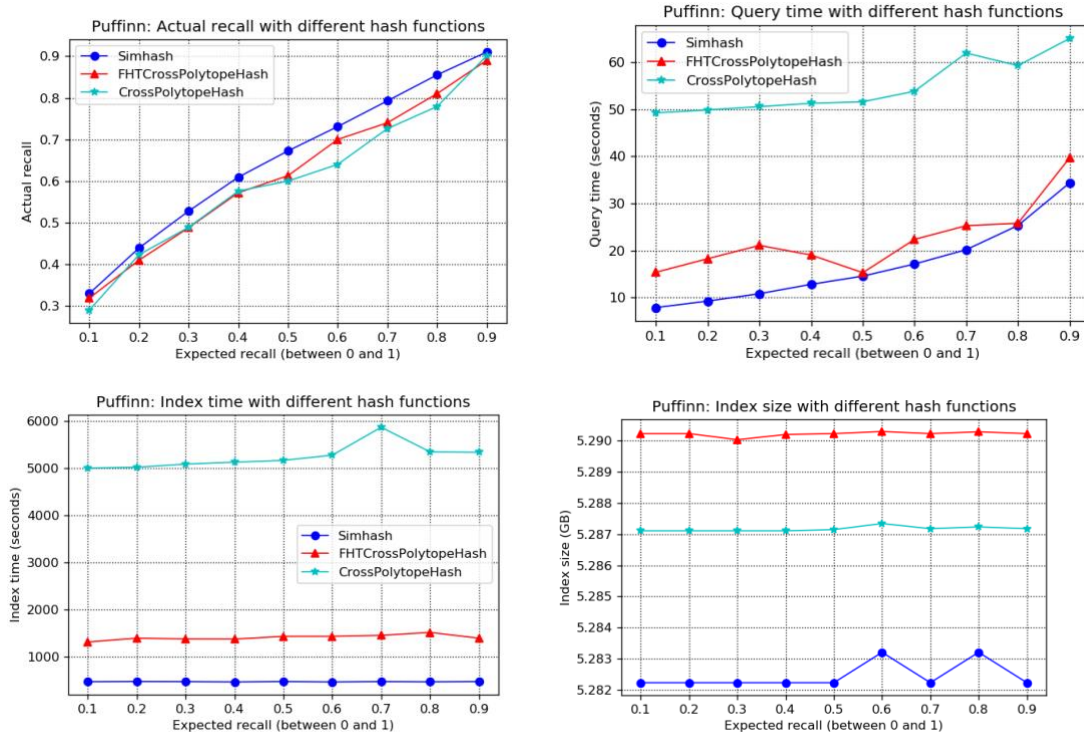 Puffinn: Actual recall with different hash functions
Simhash
FHTCrossPolytopeHash
CrossPolytopeHash
0.9
0.8
0.7
0.6
0.5
0.4
0.3
Actual recall
0.1 0.2 0.3 0.4 0.5 0.6 0.7 0.8 0.9
Expected recall (between 0 and 1)
Puffinn: Query time with different hash functions
Simhash
FHTCrossPolytopeHash
CrossPolytopeHash
60
50
40
30
20
10
Query time (seconds)
0.1 0.2 0.3 0.4 0.5 0.6 0.7 0.8 0.9
Expected recall (between 0 and 1)
Puffinn: Index time with different hash functions
6000
5000
4000
3000
2000
1000
Index time (seconds)
Simhash
FHTCrossPolytopeHash
CrossPolytopeHash
0.1 0.2 0.3 0.4 0.5 0.6 0.7 0.8 0.9
Expected recall (between 0 and 1)
Puffinn: Index size with different hash functions
5.290
5.289
5.288
5.287
5.286
5.285
5.284
5.283
5.282
Index size (GB)
0.1 0.2 0.3 0.4 0.5 0.6 0.7 0.8 0.9
Expected recall (between 0 and 1)